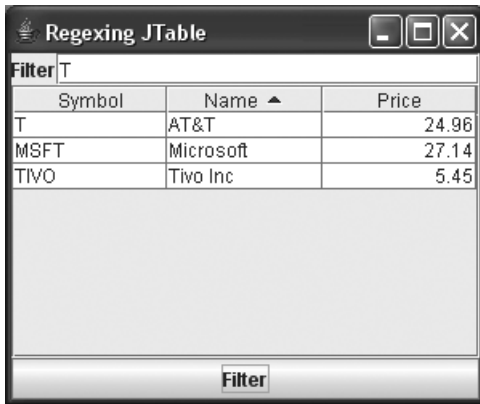 Regexing JTable
Filter T
Symbol Name Price
T AT&T 24.96
MSFT Microsoft 27.14
TIVO Tivo Inc 5.45
Filter